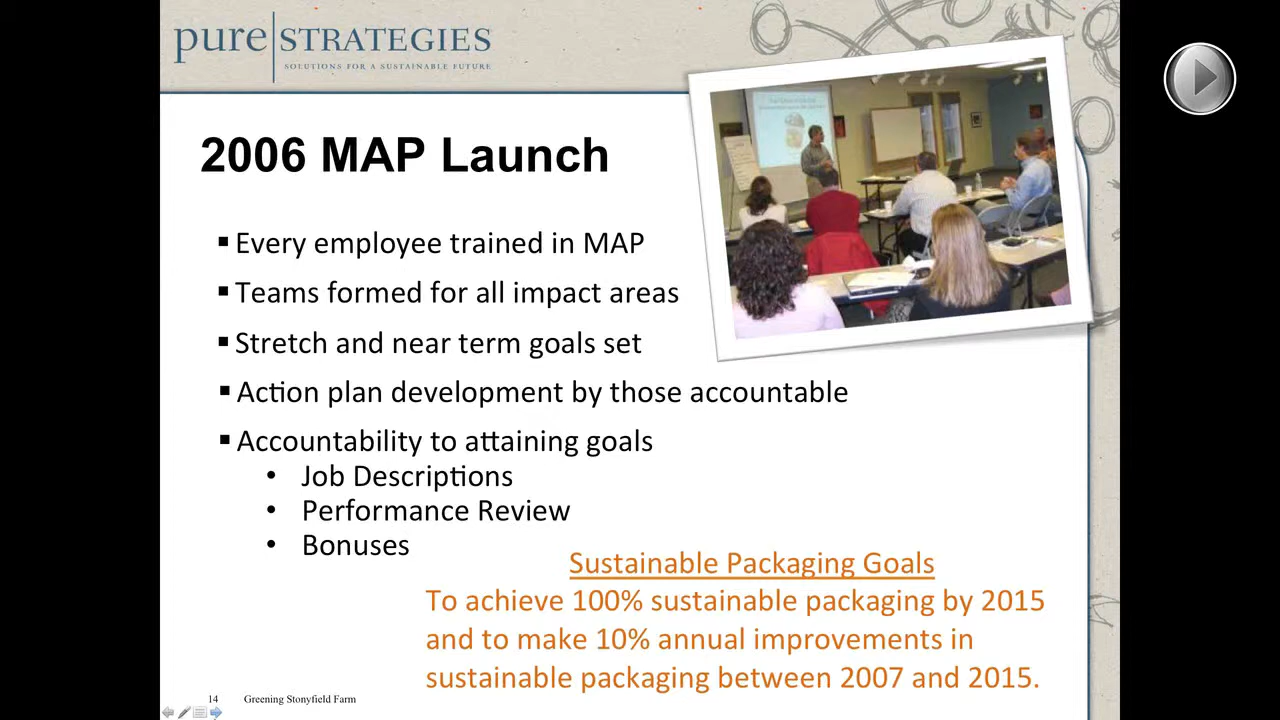 pure STRATEGIES
SOLUTIONS FOR A SUSTAINABLE FUTURE
2006 MAP Launch
▪ Every employee trained in MAP
▪ Teams formed for all impact areas
▪ Stretch and near term goals set
▪ Action plan development by those accountable
▪ Accountability to attaining goals
• Job Descriptions
• Performance Review
• Bonuses
Sustainable Packaging Goals
To achieve 100% sustainable packaging by 2015
and to make 10% annual improvements in
sustainable packaging between 2007 and 2015.
14 Greening Stonyfield Farm